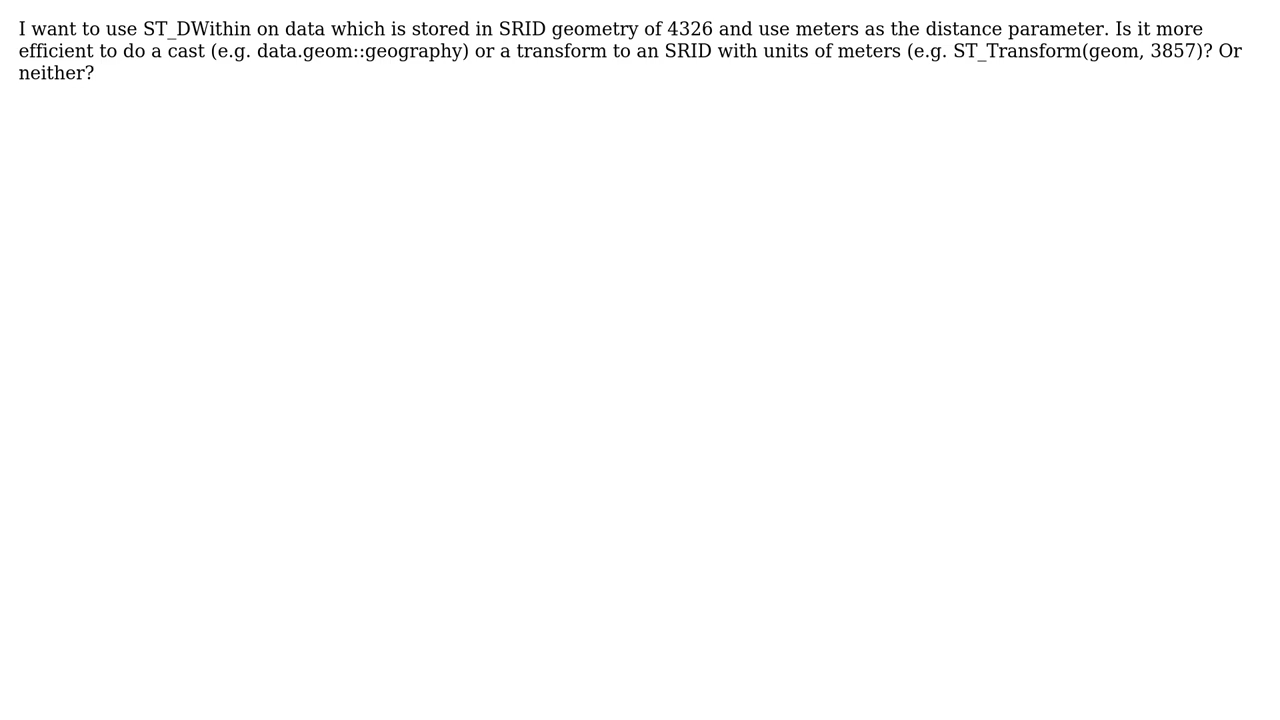 I want to use ST_DWithin on data which is stored in SRID geometry of 4326 and use meters as the distance parameter. Is it more
efficient to do a cast (e.g. data.geom::geography) or a transform to an SRID with units of meters (e.g. ST_Transform(geom, 3857)? Or
neither?